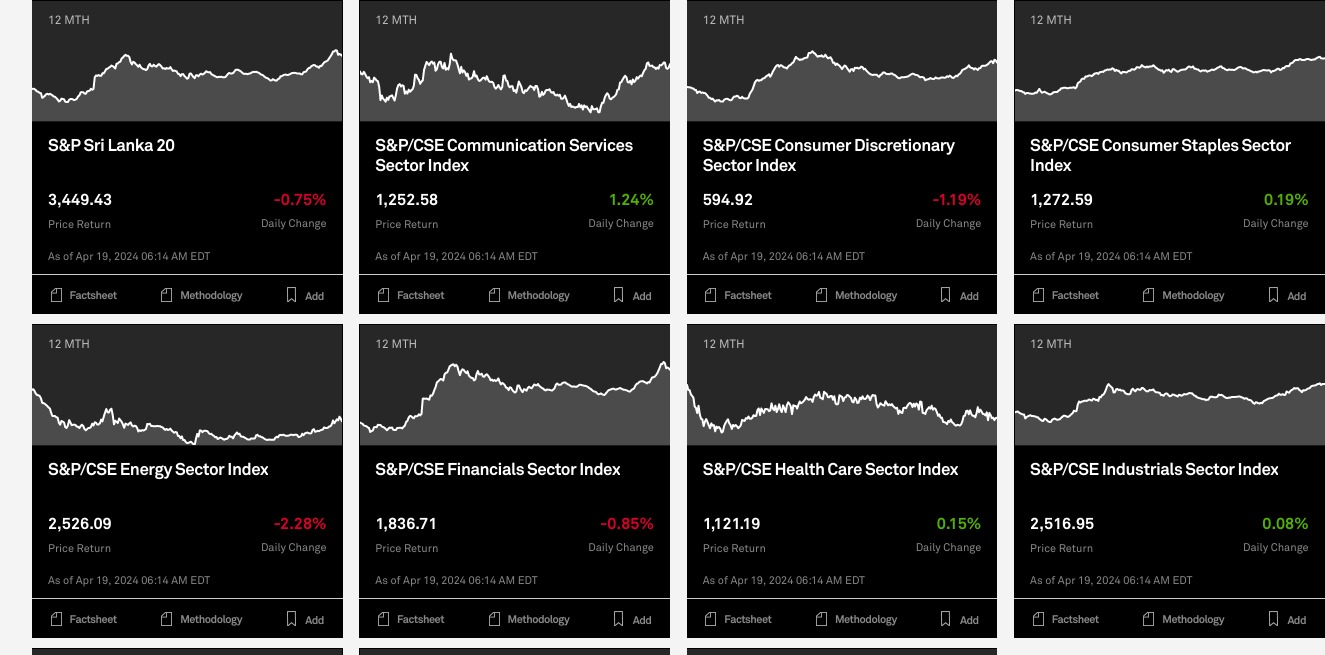 12 MTH
12 MTH
12 MTH
12 MTH
S&P Sri Lanka 20
S&P/CSE Communication Services
Sector Index
S&P/CSE Consumer Discretionary
Sector Index
S&P/CSE Consumer Staples Sector
Index
3,449.43 -0.75%
Price Return Daily Change
1,252.58 1.24%
Price Return Daily Change
594.92 -1.19%
Price Return Daily Change
1,272.59 0.19%
Price Return Daily Change
As of Apr 19, 2024 06:14 AM EDT
As of Apr 19, 2024 06:14 AM EDT
As of Apr 19, 2024 06:14 AM EDT
As of Apr 19, 2024 06:14 AM EDT
Factsheet Methodology Add
Factsheet Methodology Add
Factsheet Methodology Add
Factsheet Methodology Add
12 MTH
12 MTH
12 MTH
12 MTH
S&P/CSE Energy Sector Index
S&P/CSE Financials Sector Index
S&P/CSE Health Care Sector Index
S&P/CSE Industrials Sector Index
2,526.09 -2.28%
Price Return Daily Change
1,836.71 -0.85%
Price Return Daily Change
1,121.19 0.15%
Price Return Daily Change
2,516.95 0.08%
Price Return Daily Change
As of Apr 19, 2024 06:14 AM EDT
As of Apr 19, 2024 06:14 AM EDT
As of Apr 19, 2024 06:14 AM EDT
As of Apr 19, 2024 06:14 AM EDT
Factsheet Methodology Add
Factsheet Methodology Add
Factsheet Methodology Add
Factsheet Methodology Add